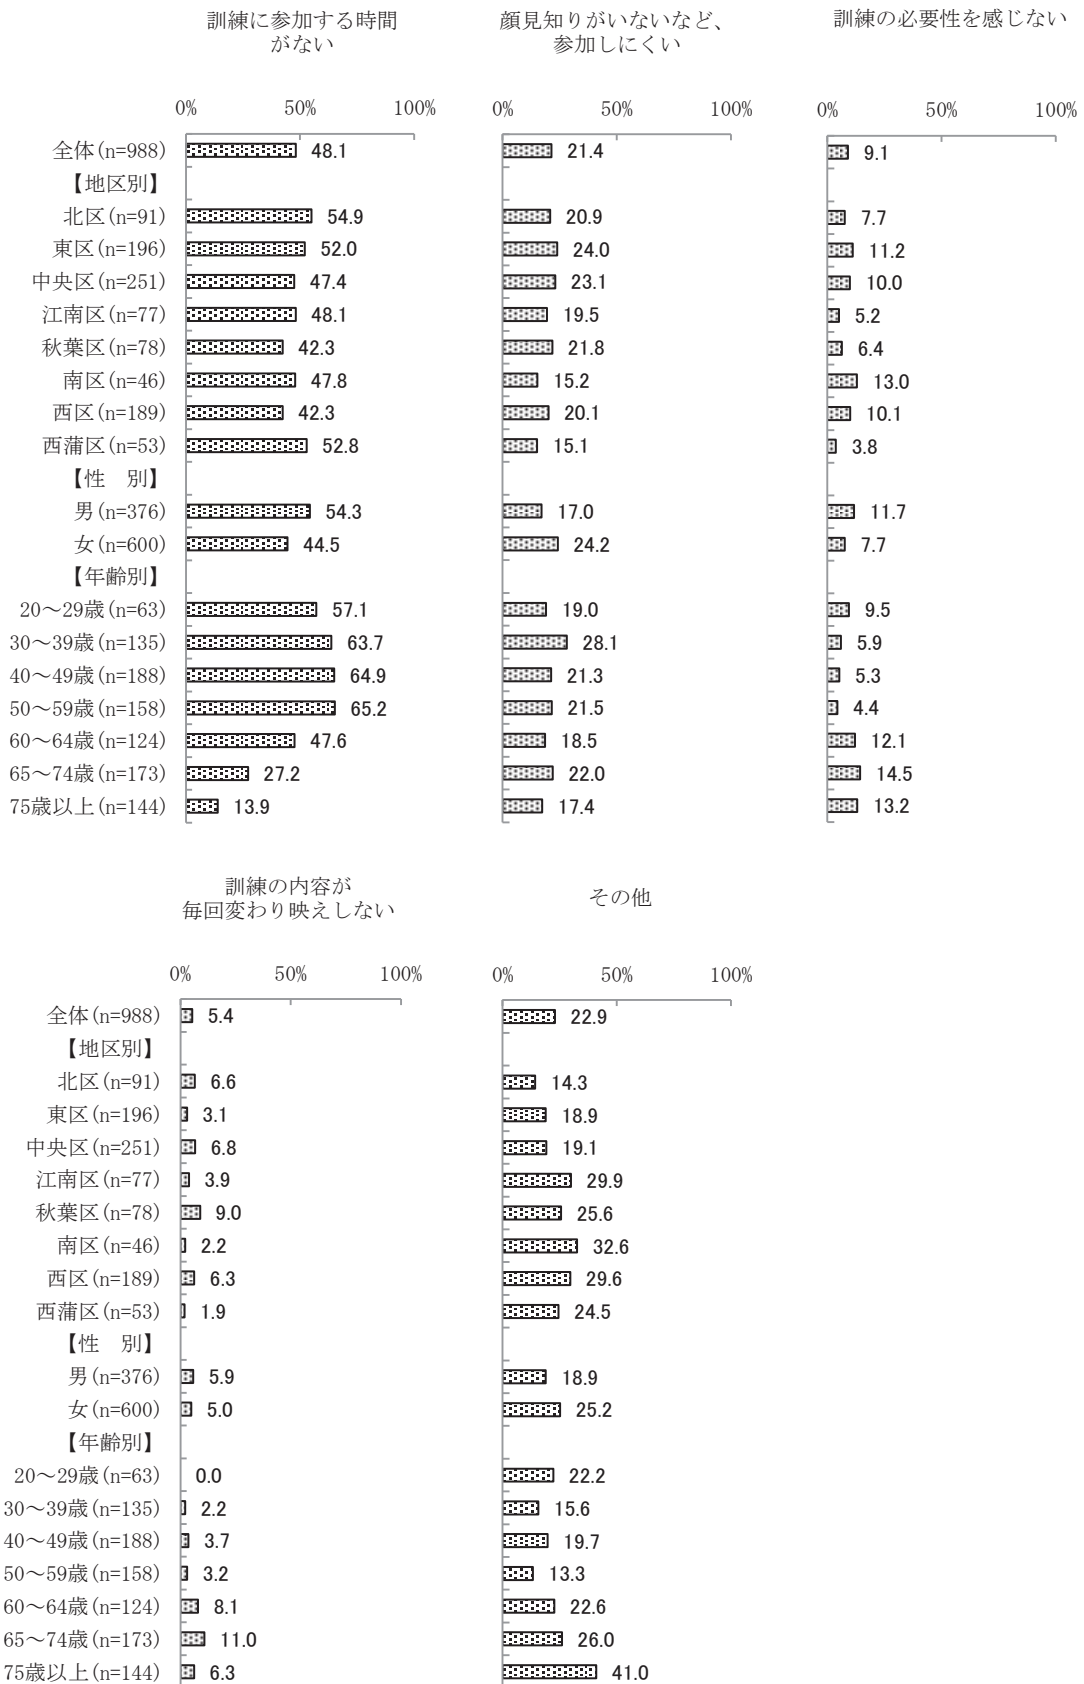 訓練に参加する時間
がない
顔見知りがいないなど、
参加しにくい
訓練の必要性を感じない
0% 50% 100% 0% 50% 100% 0% 50% 100%
全体(n=988) 48.1 21.4 9.1
【地区別】
北区(n=91) 54.9 20.9 7.7
東区(n=196) 52.0 24.0 11.2
中央区(n=251) 47.4 23.1 10.0
江南区(n=77) 48.1 19.5 5.2
秋葉区(n=78) 42.3 21.8 6.4
南区(n=46) 47.8 15.2 13.0
西区(n=189) 42.3 20.1 10.1
西蒲区(n=53) 52.8 15.1 3.8
【性　別】
男(n=376) 54.3 17.0 11.7
女(n=600) 44.5 24.2 7.7
【年齢別】
20～29歳(n=63) 57.1 19.0 9.5
30～39歳(n=135) 63.7 28.1 5.9
40～49歳(n=188) 64.9 21.3 5.3
50～59歳(n=158) 65.2 21.5 4.4
60～64歳(n=124) 47.6 18.5 12.1
65～74歳(n=173) 27.2 22.0 14.5
75歳以上(n=144) 13.9 17.4 13.2
訓練の内容が
毎回変わり映えしない
その他
0% 50% 100% 0% 50% 100%
全体(n=988) 5.4 22.9
【地区別】
北区(n=91) 6.6 14.3
東区(n=196) 3.1 18.9
中央区(n=251) 6.8 19.1
江南区(n=77) 3.9 29.9
秋葉区(n=78) 9.0 25.6
南区(n=46) 2.2 32.6
西区(n=189) 6.3 29.6
西蒲区(n=53) 1.9 24.5
【性　別】
男(n=376) 5.9 18.9
女(n=600) 5.0 25.2
【年齢別】
20～29歳(n=63) 0.0 22.2
30～39歳(n=135) 2.2 15.6
40～49歳(n=188) 3.7 19.7
50～59歳(n=158) 3.2 13.3
60～64歳(n=124) 8.1 22.6
65～74歳(n=173) 11.0 26.0
75歳以上(n=144) 6.3 41.0